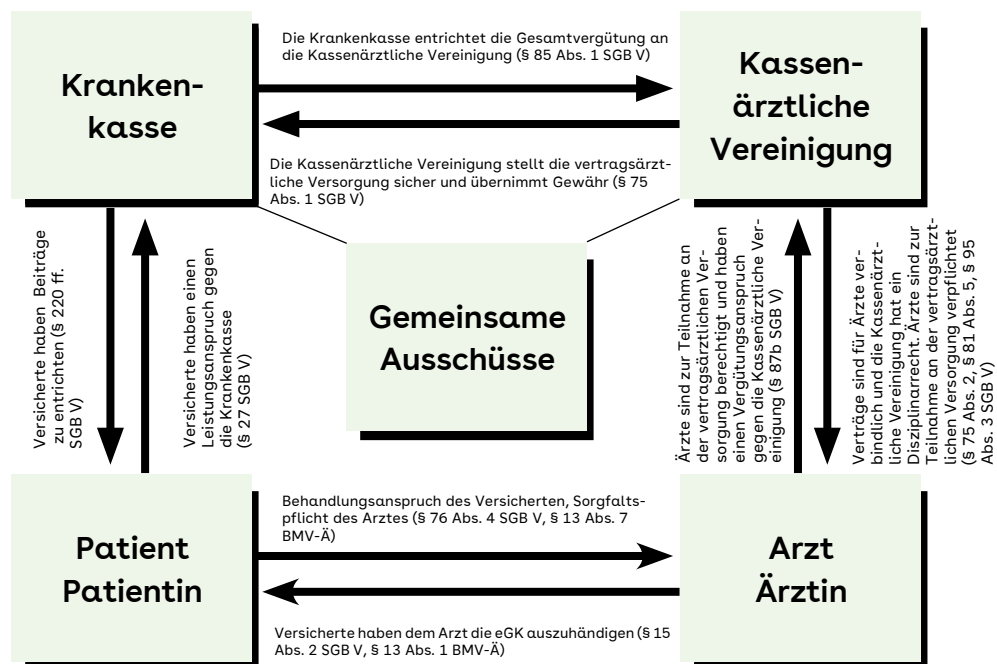 Kranken-
kasse
Die Krankenkasse entrichtet die Gesamtvergütung an
die Kassenärztliche Vereinigung (§ 85 Abs. 1 SGB V)
Kassen-
ärztliche
Vereinigung
Die Kassenärztliche Vereinigung stellt die vertragsärzt-
liche Versorgung sicher und übernimmt Gewähr (§ 75
Abs. 1 SGB V)
Versicherte haben Beiträge
zu entrichten (§ 220 ff.
SGB V)
Versicherte haben einen
Leistungsanspruch gegen
die Krankenkasse
(§ 27 SGB V)
Gemeinsame
Ausschüsse
Ärzte sind zur Teilnahme an
der vertragsärztlichen Ver-
sorgung berechtigt und haben
einen Vergütungsanspruch
gegen die Kassenärztliche Ver-
einigung (§ 87b SGB V)
Verträge sind für Ärzte ver-
bindlich und die Kassenärzt-
liche Vereinigung hat ein
Disziplinarrecht. Ärzte sind zur
Teilnahme an der vertragsärzt-
lichen Versorgung verpflichtet
(§ 75 Abs. 2, § 81 Abs. 5, § 95
Abs. 3 SGB V)
Patient
Patientin
Behandlungsanspruch des Versicherten, Sorgfalts-
pflicht des Arztes (§ 76 Abs. 4 SGB V, § 13 Abs. 7
BMV-Ä)
Arzt
Ärztin
Versicherte haben dem Arzt die eGK auszuhändigen (§ 15
Abs. 2 SGB V, § 13 Abs. 1 BMV-Ä)